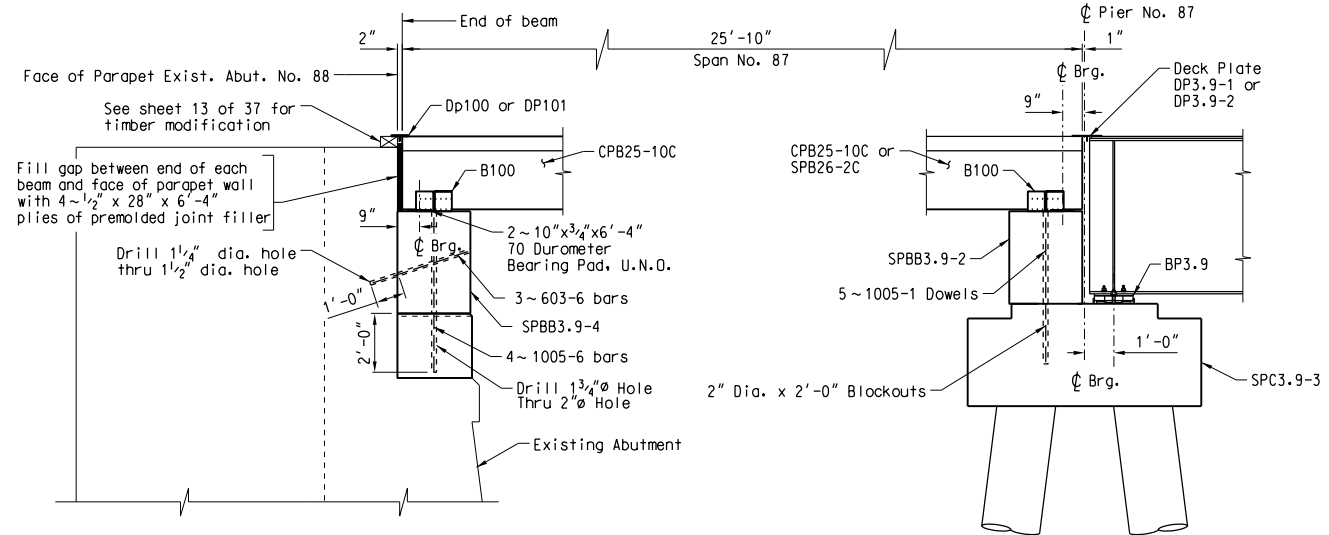 ℄ Pier No. 87
End of beam
2"
25'-10"
1"
Span No. 87
Face of Parapet Exist. Abut. No. 88
℄ Brg.
Deck Plate
DP3.9-1 or
DP3.9-2
9"
See sheet 13 of 37 for
timber modification
Dp100 or DP101
Fill gap between end of each
beam and face of parapet wall
with 4~1/2" x 28" x 6'-4"
plies of premolded joint filler
CPB25-10C
B100
CPB25-10C or
SPB26-2C
B100
9"
℄ Brg.
2~10"x3/4"x6'-4"
70 Durometer
Bearing Pad, U.N.O.
Drill 1 1/4" dia. hole
thru 1 1/2" dia. hole
1'-0"
3~603-6 bars
SPBB3.9-4
2'-0"
4~1005-6 bars
Drill 1 3/4"ø Hole
Thru 2"ø Hole
Existing Abutment
SPBB3.9-2
5~1005-1 Dowels
BP3.9
1'-0"
℄ Brg.
2" Dia. x 2'-0" Blockouts
SPC3.9-3